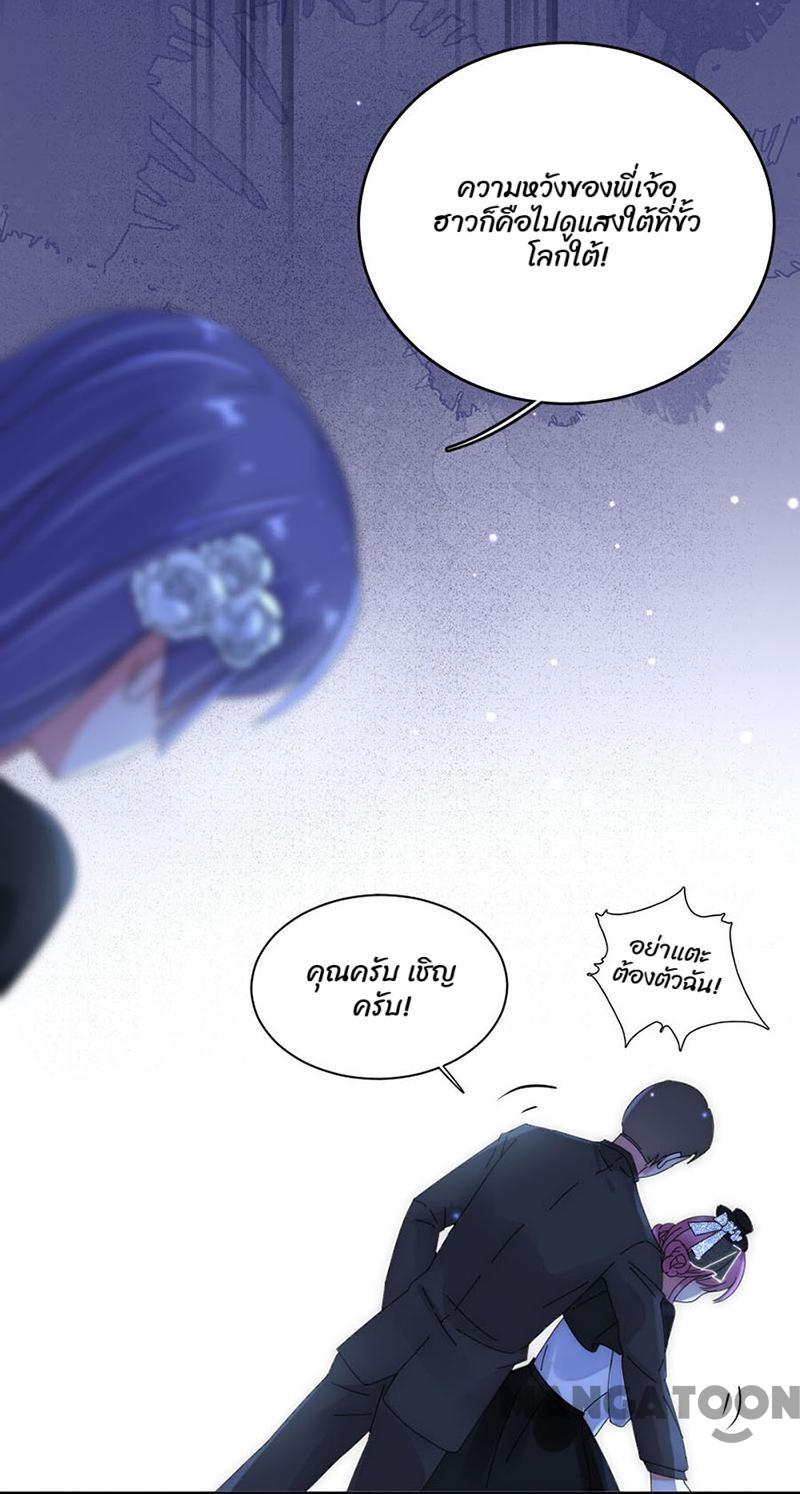 ความหวังของพี่เจ้อ
ฮาวก็คือไปดูแสงใต้ที่ขั้ว
โลกใต้!
คุณครับ เชิญ
ครับ!
อย่าแตะ
ต้องตัวฉัน!
MANGATOON